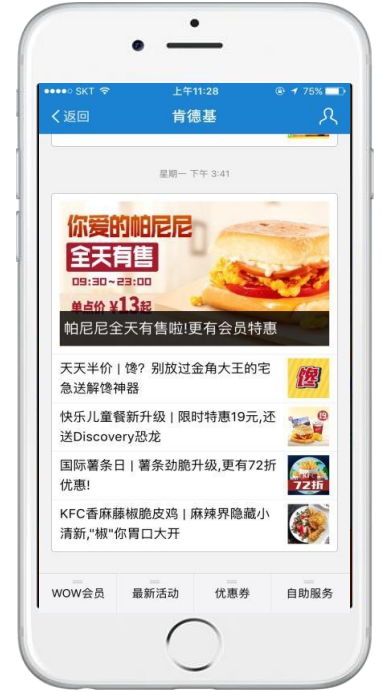 SKT 上午11:28 75%
返回 肯德基
星期一 下午 3:41
你爱的帕尼尼
全天有售
09:30~23:00
单点价 ¥13起
帕尼尼全天有售啦!更有会员特惠
天天半价 | 馋? 别放过金角大王的宅
急送解馋神器
馋
快乐儿童餐新升级 | 限时特惠19元,还
送Discovery恐龙
19
国际薯条日 | 薯条劲脆升级,更有72折
优惠!
72折
KFC香麻藤椒脆皮鸡 | 麻辣界隐藏小
清新,"椒"你胃口大开
WOW会员 最新活动 优惠券 自助服务